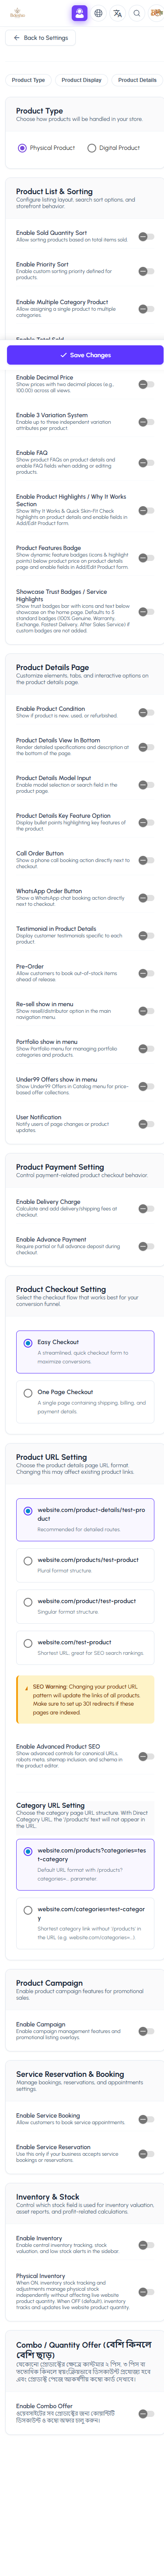 Back to Settings
Product Type
Product Display
Product Details
Product Type
Choose how products will be handled in your store.
Physical Product
Digital Product
Product List & Sorting
Configure listing layout, search sort options, and
storefront behavior.
Enable Sold Quantity Sort
Allow sorting products based on total items sold.
Enable Priority Sort
Enable custom sorting priority defined for
products.
Enable Multiple Category Product
Allow assigning a single product to multiple
categories
Save Changes
Enable Decimal Price
Show prices with two decimal places (e.g.,
100.00) across all views.
Enable 3 Variation System
Enable up to three independent variation
attributes per product.
Enable FAQ
Show product FAQs on product details and
enable FAQ fields when adding or editing
products.
Enable Product Highlights / Why It Works
Section
Show Why It Works & Quick Skin-Fit Check
highlights on product details and enable fields in
Add/Edit Product form.
Product Features Badge
Show dynamic feature badges (icons & highlight
points) below product price on product details
page and enable fields in Add/Edit Product form.
Showcase Trust Badges / Service
Highlights
Show trust badges bar with icons and text below
showcase on the home page. Defaults to 5
standard badges (100% Genuine, Warranty,
Exchange, Fastest Delivery, After Sales Service) if
custom badges are not added.
Product Details Page
Customize elements, tabs, and interactive options on
the product details page.
Enable Product Condition
Show if product is new, used, or refurbished.
Product Details View In Bottom
Render detailed specifications and description at
the bottom of the page.
Product Details Model Input
Enable model selection or search field in the
product page.
Product Details Key Feature Option
Display bullet points highlighting key features of
the product.
Call Order Button
Show a phone call booking action directly next to
checkout.
WhatsApp Order Button
Show a WhatsApp chat booking action directly
next to checkout.
Testimonial in Product Details
Display customer testimonials specific to each
product.
Pre-Order
Allow customers to book out-of-stock items
ahead of release.
Re-sell show in menu
Show resell/distributor option in the main
navigation menu.
Portfolio show in menu
Show Portfolio menu for managing portfolio
categories and products.
Under99 Offers show in menu
Show Under99 Offers in Catalog menu for price-
based offer collections.
User Notification
Notify users of page changes or product
updates.
Product Payment Setting
Control payment-related product checkout behavior.
Enable Delivery Charge
Calculate and add delivery/shipping fees at
checkout.
Enable Advance Payment
Require partial or full advance deposit during
checkout.
Product Checkout Setting
Select the checkout flow that works best for your
conversion funnel.
Easy Checkout
A streamlined, quick checkout form to
maximize conversions.
One Page Checkout
A single page containing shipping, billing, and
payment details.
Product URL Setting
Choose the product details page URL format.
Changing this may affect existing product links.
website.com/product-details/test-pro
duct
Recommended for detailed routes.
website.com/products/test-product
Plural format structure.
website.com/product/test-product
Singular format structure.
website.com/test-product
Shortest URL, great for SEO search rankings.
SEO Warning: Changing your product URL
pattern will update the links of all products.
Make sure to set up 301 redirects if these
pages are indexed.
Enable Advanced Product SEO
Show advanced controls for canonical URLs,
robots meta, sitemap inclusion, and schema in
the product editor.
Category URL Setting
Choose the category page URL structure. With Direct
Category URL, the '/products' text will not appear in
the URL.
website.com/products?categories=tes
t-category
Default URL format with /products?
categories=... parameter.
website.com/categories=test-categor
y
Shortest category link without '/products' in
the URL (e.g. website.com/categories=...)
Product Campaign
Enable product campaign features for promotional
sales.
Enable Campaign
Enable campaign management features and
promotional listing overlays.
Service Reservation & Booking
Manage bookings, reservations, and appointments
settings.
Enable Service Booking
Allow customers to book service appointments.
Enable Service Reservation
Use this only if your business accepts service
bookings or reservations.
Inventory & Stock
Control which stock field is used for inventory valuation,
asset reports, and profit-related calculations.
Enable Inventory
Enable central inventory tracking, stock
valuation, and low stock alerts in the sidebar.
Physical Inventory
When ON, inventory stock tracking and
adjustments manage physical stock
independently without affecting live website
product quantity. When OFF (default), inventory
tracks and updates live website product quantity.
Combo / Quantity Offer (বেশি কিনলে
বেশি ছাড়)
Enable Combo Offer